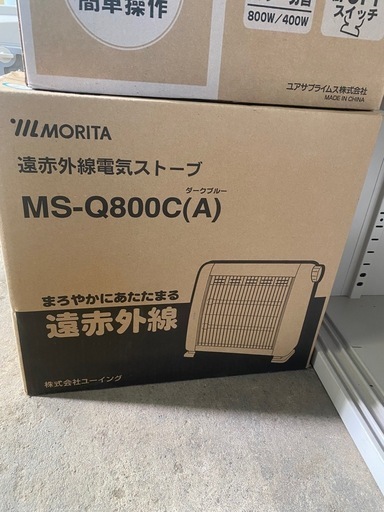 簡単操作
800W/400W
スイッチ
ユアサプライムス株式会社
MADE IN CHINA
MORITA
遠赤外線電気ストーブ
ダークブルー
MS-Q800C(A)
まろやかにあたたまる
遠赤外線
株式会社ユーイング